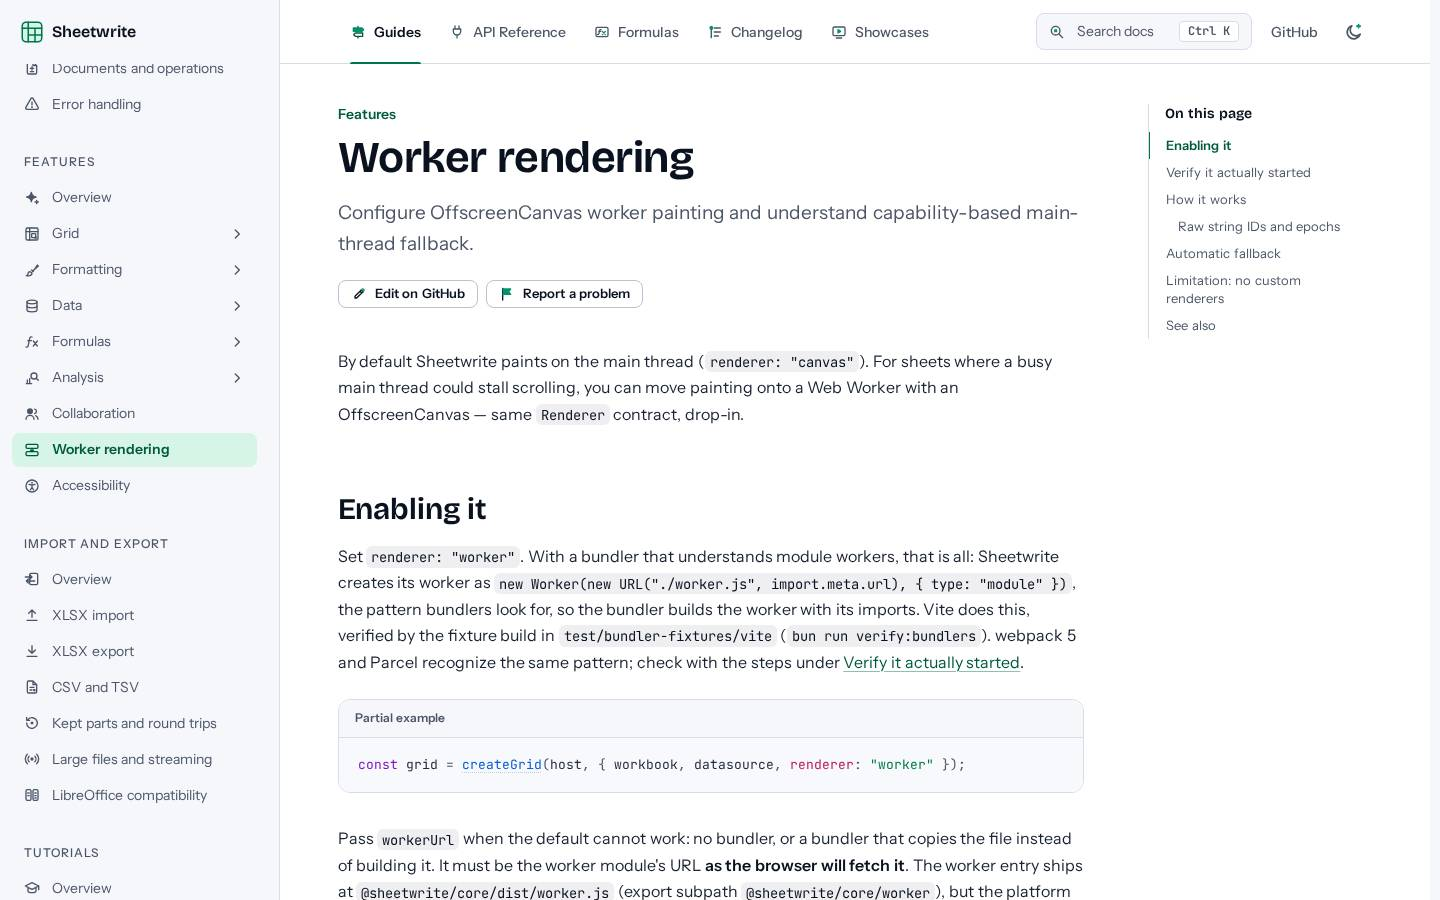 Sheetwrite
Guides
API Reference
Formulas
Changelog
Showcases
Search docs
Ctrl K
GitHub
Documents and operations
Error handling
FEATURES
Overview
Grid
Formatting
Data
Formulas
Analysis
Collaboration
Worker rendering
Accessibility
IMPORT AND EXPORT
Overview
XLSX import
XLSX export
CSV and TSV
Kept parts and round trips
Large files and streaming
LibreOffice compatibility
TUTORIALS
Overview
Features
Worker rendering
Configure OffscreenCanvas worker painting and understand capability-based main-
thread fallback.
Edit on GitHub
Report a problem
By default Sheetwrite paints on the main thread (renderer: "canvas"). For sheets where a busy
main thread could stall scrolling, you can move painting onto a Web Worker with an
OffscreenCanvas — same Renderer contract, drop-in.
Enabling it
Set renderer: "worker". With a bundler that understands module workers, that is all: Sheetwrite
creates its worker as new Worker(new URL("./worker.js", import.meta.url), { type: "module" }),
the pattern bundlers look for, so the bundler builds the worker with its imports. Vite does this,
verified by the fixture build in test/bundler-fixtures/vite (bun run verify:bundlers). webpack 5
and Parcel recognize the same pattern; check with the steps under Verify it actually started.
Partial example
const grid = createGrid(host, { workbook, datasource, renderer: "worker" });
Pass workerUrl when the default cannot work: no bundler, or a bundler that copies the file instead
of building it. It must be the worker module's URL as the browser will fetch it. The worker entry ships
at @sheetwrite/core/dist/worker.js (export subpath @sheetwrite/core/worker), but the platform
On this page
Enabling it
Verify it actually started
How it works
Raw string IDs and epochs
Automatic fallback
Limitation: no custom
renderers
See also